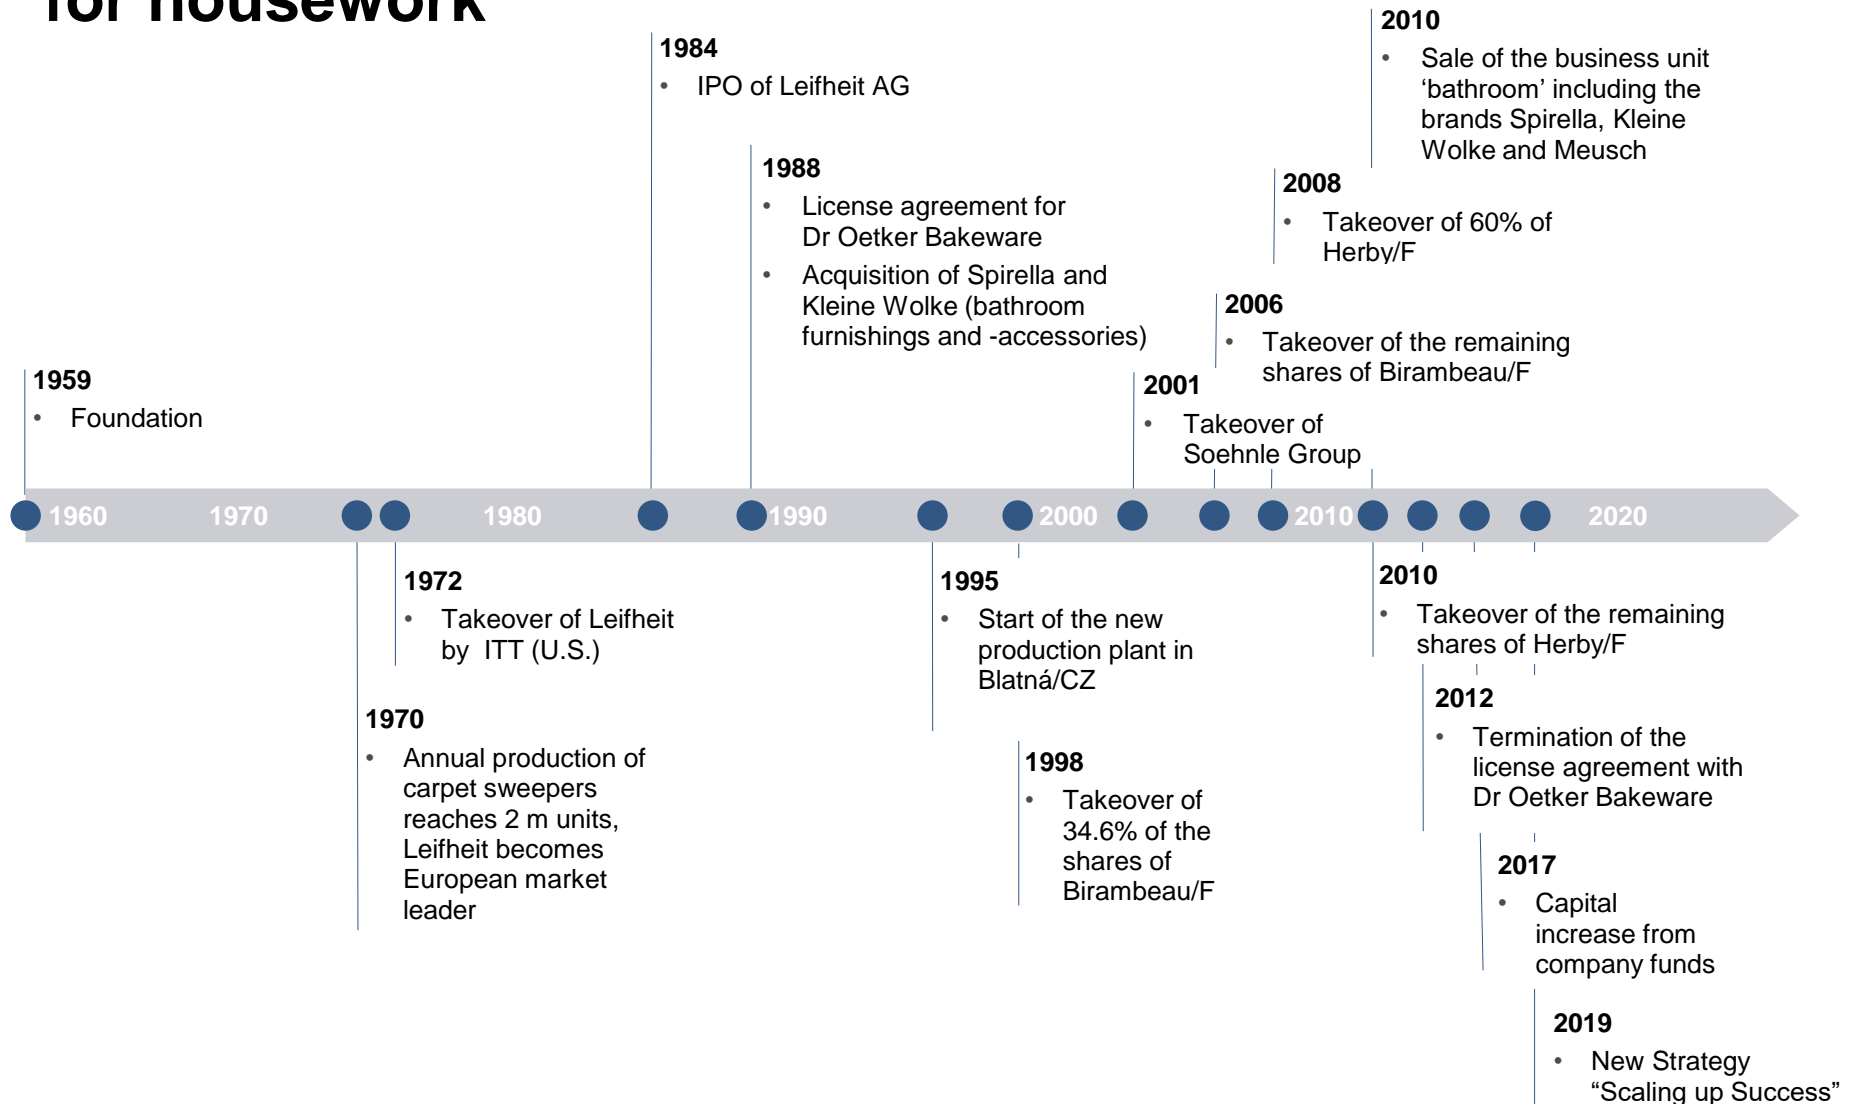 for housework
2010
• Sale of the business unit
‘bathroom’ including the
brands Spirella, Kleine
Wolke and Meusch
1984
• IPO of Leifheit AG
1988
• License agreement for
Dr Oetker Bakeware
• Acquisition of Spirella and
Kleine Wolke (bathroom
furnishings and -accessories)
2008
• Takeover of 60% of
Herby/F
2006
• Takeover of the remaining
shares of Birambeau/F
2001
• Takeover of
Soehnle Group
1959
• Foundation
1960 1970 1980 1990 2000 2010 2020
1972
• Takeover of Leifheit
by ITT (U.S.)
1970
• Annual production of
carpet sweepers
reaches 2 m units,
Leifheit becomes
European market
leader
1995
• Start of the new
production plant in
Blatná/CZ
1998
• Takeover of
34.6% of the
shares of
Birambeau/F
2010
• Takeover of the remaining
shares of Herby/F
2012
• Termination of the
license agreement with
Dr Oetker Bakeware
2017
• Capital
increase from
company funds
2019
• New Strategy
“Scaling up Success”